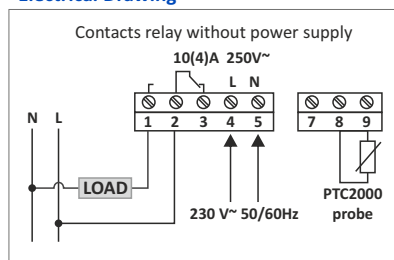 Electrical Drawing
Contacts relay without power supply
10(4)A 250V~
L N
1 2 3 4 5 7 8 9
N L
LOAD
230 V~ 50/60Hz
PTC2000
probe